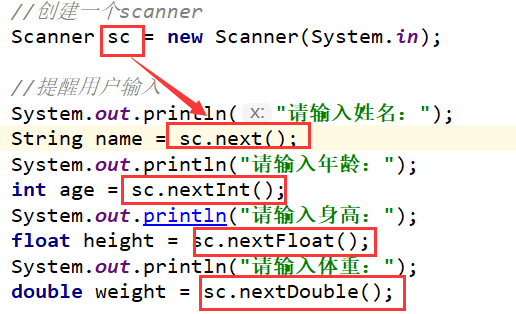 //创建一个scanner
Scanner sc = new Scanner(System.in);
//提醒用户输入
System.out.println( x: "请输入姓名：");
String name = sc.next();
System.out.println("请输入年龄：");
int age = sc.nextInt();
System.out.println("请输入身高：");
float height = sc.nextFloat();
System.out.println("请输入体重：");
double weight = sc.nextDouble();